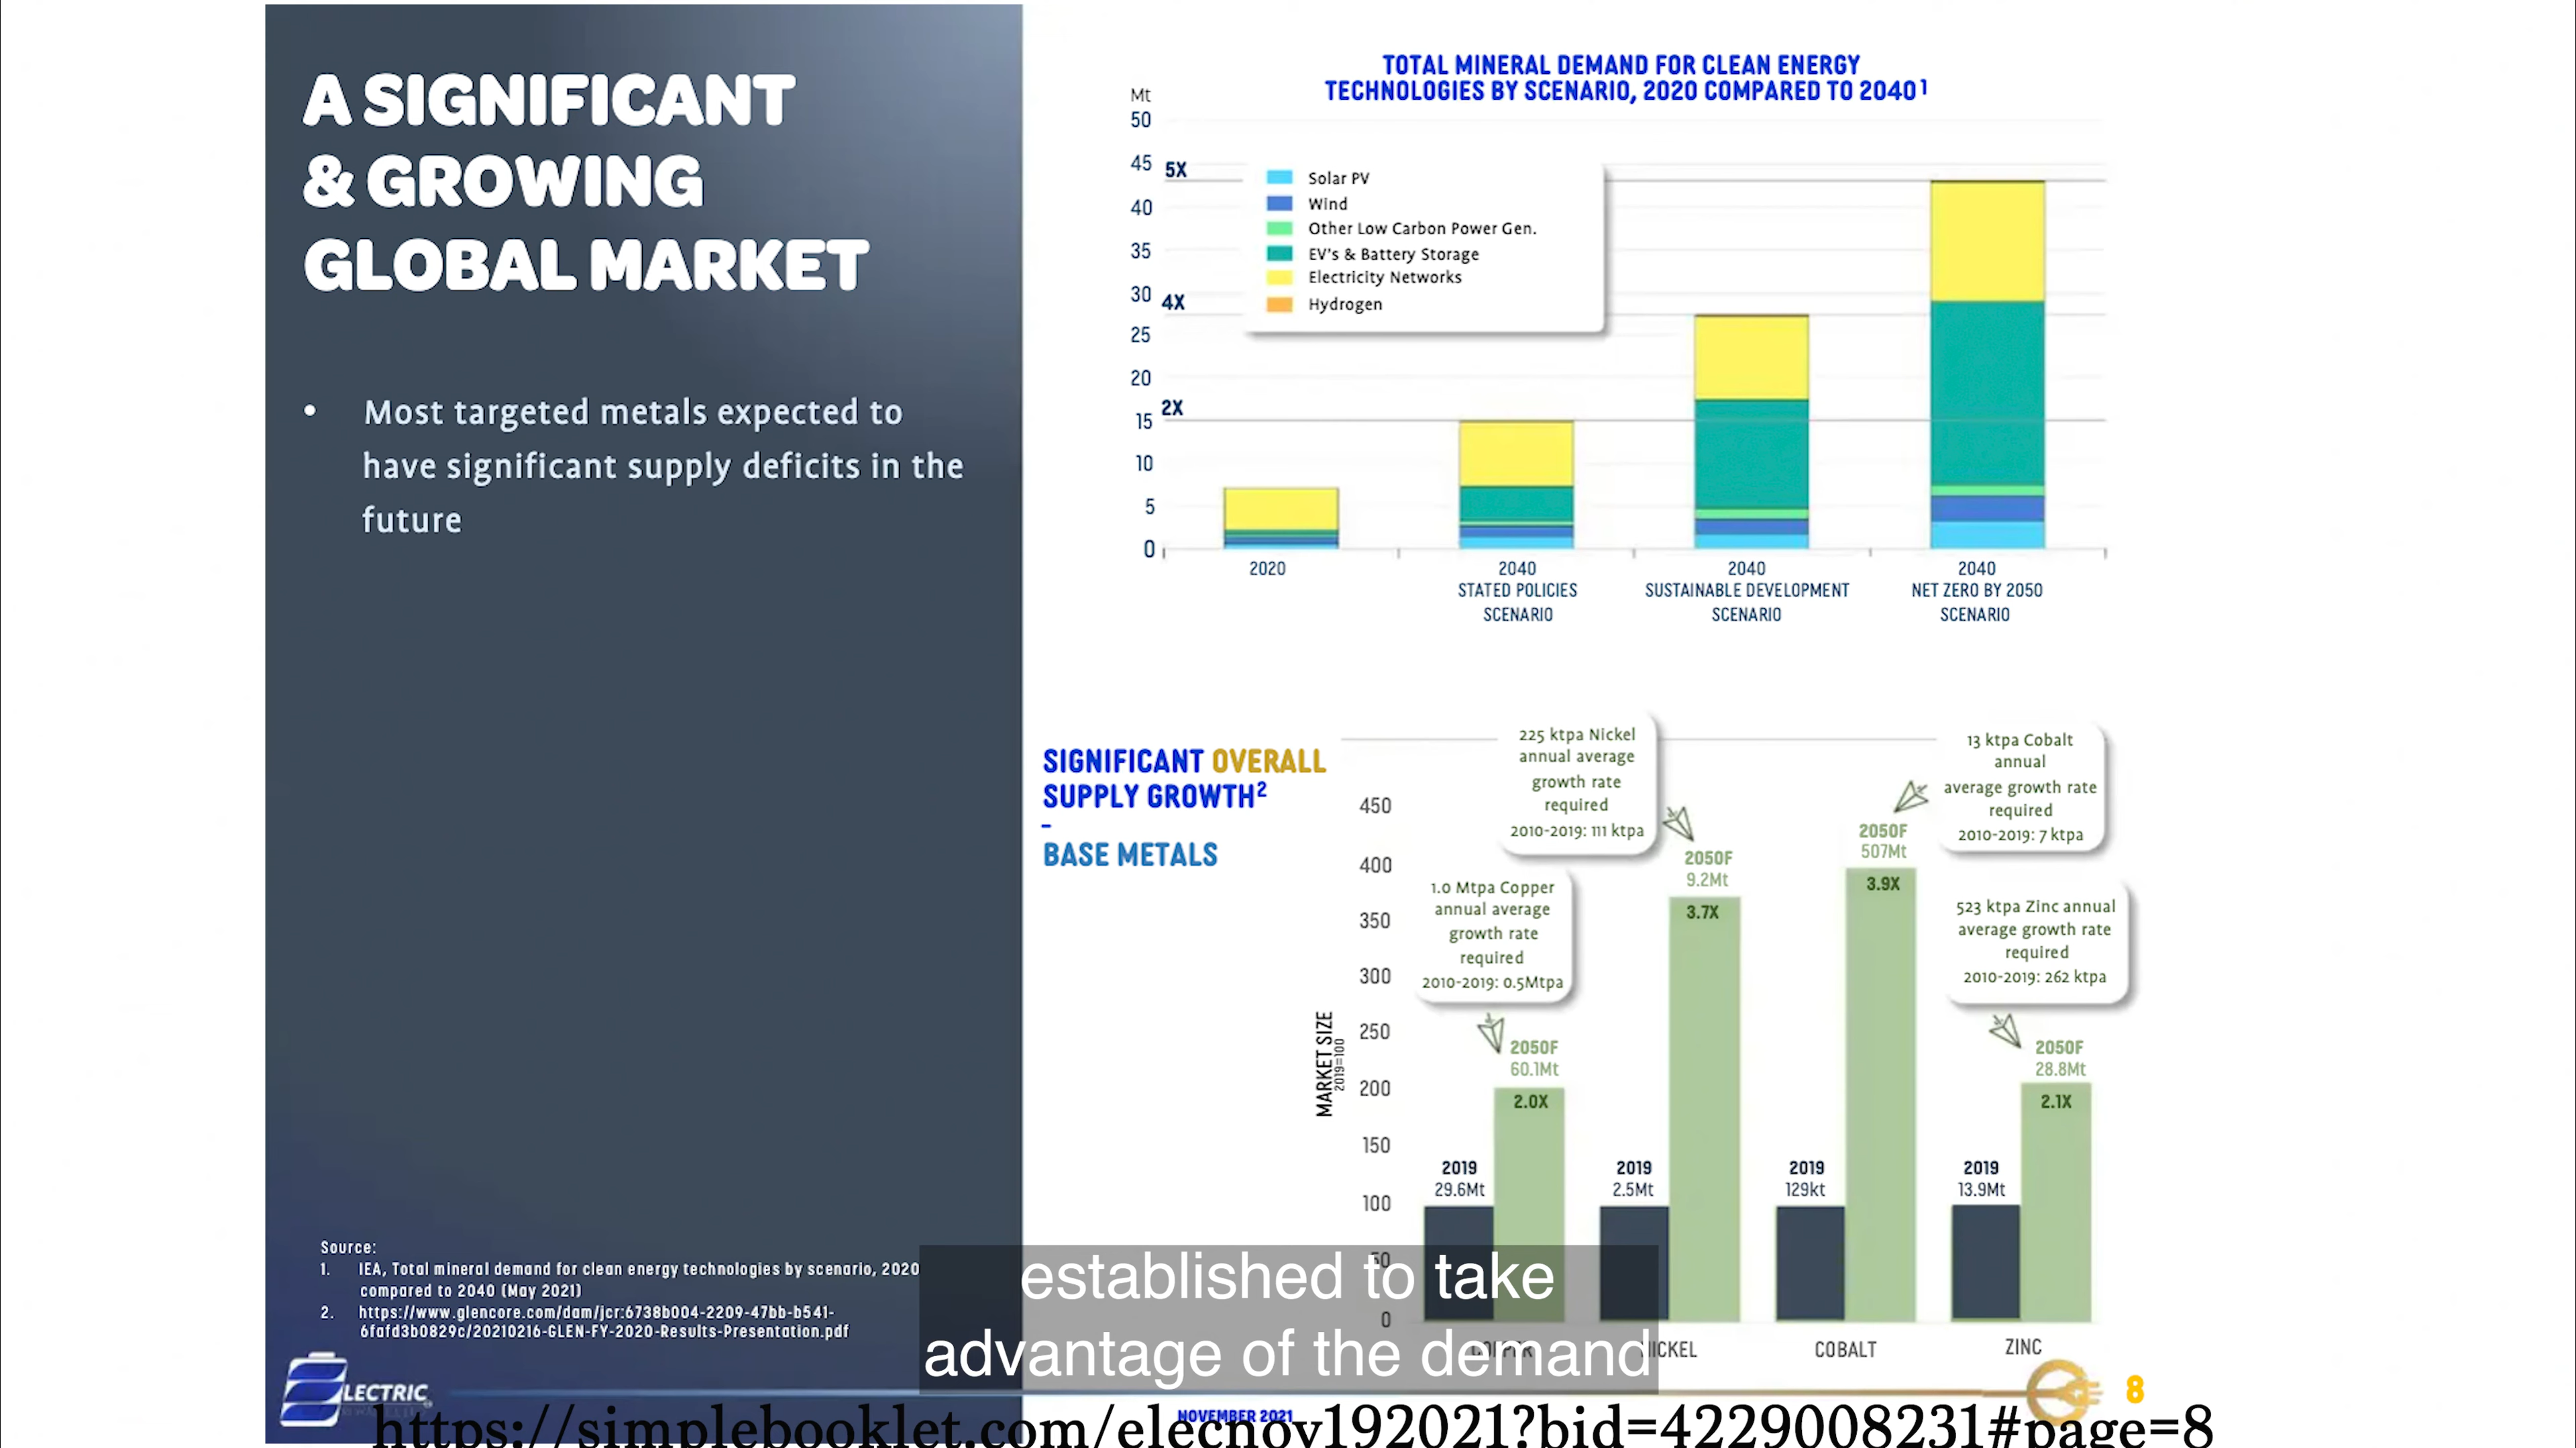 A SIGNIFICANT
& GROWING
GLOBAL MARKET
• Most targeted metals expected to
have significant supply deficits in the
future
Source:
1. IEA, Total mineral demand for clean energy technologies by scenario, 2020
compared to 2040 (May 2021)
2. https://www.glencore.com/dam/jcr:6738b004-2209-47bb-b541-
6fafd3b0829c/20210216-GLEN-FY-2020-Results-Presentation.pdf
LECTRIC
TOTAL MINERAL DEMAND FOR CLEAN ENERGY
TECHNOLOGIES BY SCENARIO, 2020 COMPARED TO 2040¹
Mt
50
45
5X
40
35
30
4X
25
20
15
2X
10
5
0
Solar PV
Wind
Other Low Carbon Power Gen.
EV's & Battery Storage
Electricity Networks
Hydrogen
2020
2040
STATED POLICIES
SCENARIO
2040
SUSTAINABLE DEVELOPMENT
SCENARIO
2040
NET ZERO BY 2050
SCENARIO
SIGNIFICANT OVERALL
SUPPLY GROWTH²
–
BASE METALS
MARKET SIZE
2019=100
450
400
350
300
250
200
150
100
50
0
1.0 Mtpa Copper
annual average
growth rate
required
2010-2019: 0.5Mtpa
225 ktpa Nickel
annual average
growth rate
required
2010-2019: 111 ktpa
13 ktpa Cobalt
annual
average growth rate
required
2010-2019: 7 ktpa
523 ktpa Zinc annual
average growth rate
required
2010-2019: 262 ktpa
2019
29.6Mt
2050F
60.1Mt
2.0X
2019
2.5Mt
2050F
9.2Mt
3.7X
2019
129kt
2050F
507Mt
3.9X
2019
13.9Mt
2050F
28.8Mt
2.1X
COPPER
NICKEL
COBALT
ZINC
established to take
advantage of the demand
8
NOVEMBER 2021
https://simplebooklet.com/elecnov192021?bid=4229008231#page=8